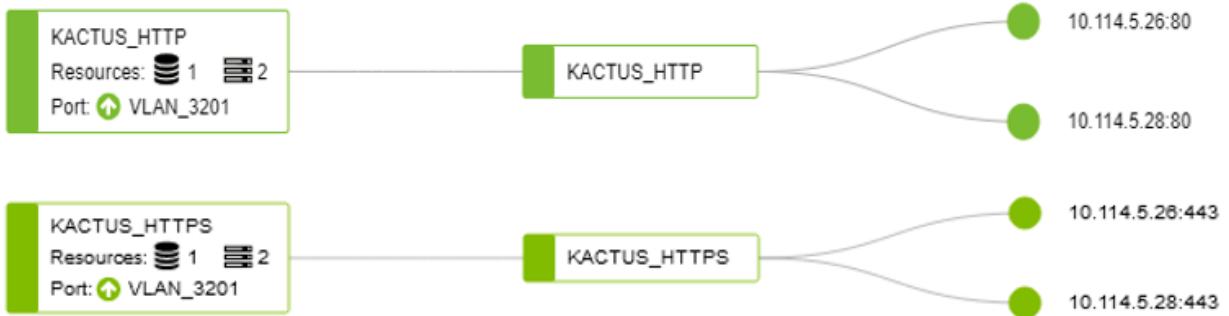 KACTUS_HTTP
Resources: 1 2
Port: VLAN_3201
KACTUS_HTTP
10.114.5.26:80
10.114.5.28:80
KACTUS_HTTPS
Resources: 1 2
Port: VLAN_3201
KACTUS_HTTPS
10.114.5.26:443
10.114.5.28:443